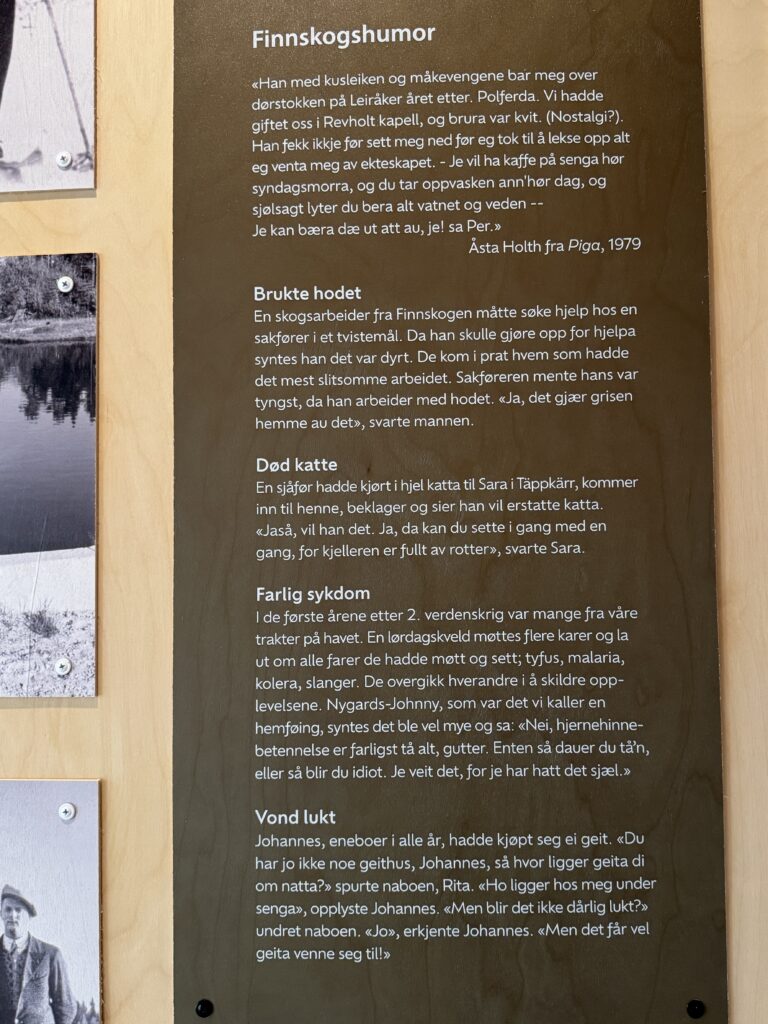 Finnskogshumor
«Han med kusleiken og måkevengene bar meg over
dørstokken på Leiråker året etter. Polferda. Vi hadde
giftet oss i Revholt kapell, og brura var kvit. (Nostalgi?).
Han fekk ikkje før sett meg ned før eg tok til å lekse opp alt
eg venta meg av ekteskapet. - Je vil ha kaffe på senga hør
syndagsmorra, og du tar oppvasken ann'hør dag, og
sjølsagt lyter du bera alt vatnet og veden --
Je kan bæra dæ ut att au, je! sa Per.»
Åsta Holth fra Piga, 1979
Brukte hodet
En skogsarbeider fra Finnskogen måtte søke hjelp hos en
sakfører i et tvistemål. Da han skulle gjøre opp for hjelpa
syntes han det var dyrt. De kom i prat hvem som hadde
det mest slitsomme arbeidet. Sakføreren mente hans var
tyngst, da han arbeider med hodet. «Ja, det gjær grisen
hemme au det», svarte mannen.
Død katte
En sjåfør hadde kjørt i hjel katta til Sara i Täppkärr, kommer
inn til henne, beklager og sier han vil erstatte katta.
«Jaså, vil han det. Ja, da kan du sette i gang med en
gang, for kjelleren er fullt av rotter», svarte Sara.
Farlig sykdom
I de første årene etter 2. verdenskrig var mange fra våre
trakter på havet. En lørdagskveld møttes flere karer og la
ut om alle farer de hadde møtt og sett; tyfus, malaria,
kolera, slanger. De overgikk hverandre i å skildre opp-
levelsene. Nygards-Johnny, som var det vi kaller en
hemføing, syntes det ble vel mye og sa: «Nei, hjernehinne-
betennelse er farligst tå alt, gutter. Enten så dauer du tå'n,
eller så blir du idiot. Je veit det, for je har hatt det sjæl.»
Vond lukt
Johannes, eneboer i alle år, hadde kjøpt seg ei geit. «Du
har jo ikke noe geithus, Johannes, så hvor ligger geita di
om natta?» spurte naboen, Rita. «Ho ligger hos meg under
senga», opplyste Johannes. «Men blir det ikke dårlig lukt?»
undret naboen. «Jo», erkjente Johannes. «Men det får vel
geita venne seg til!»